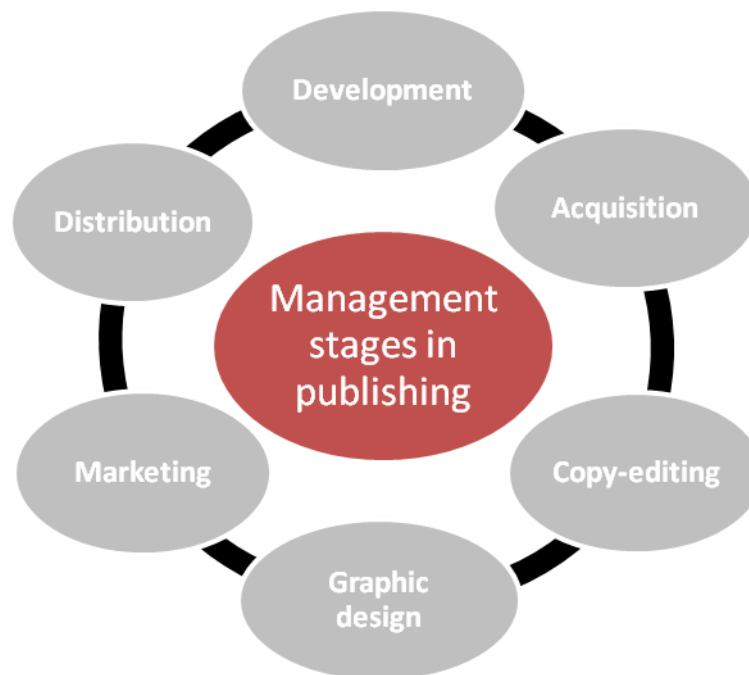 Development
Acquisition
Copy-editing
Graphic
design
Marketing
Distribution
Management
stages in
publishing